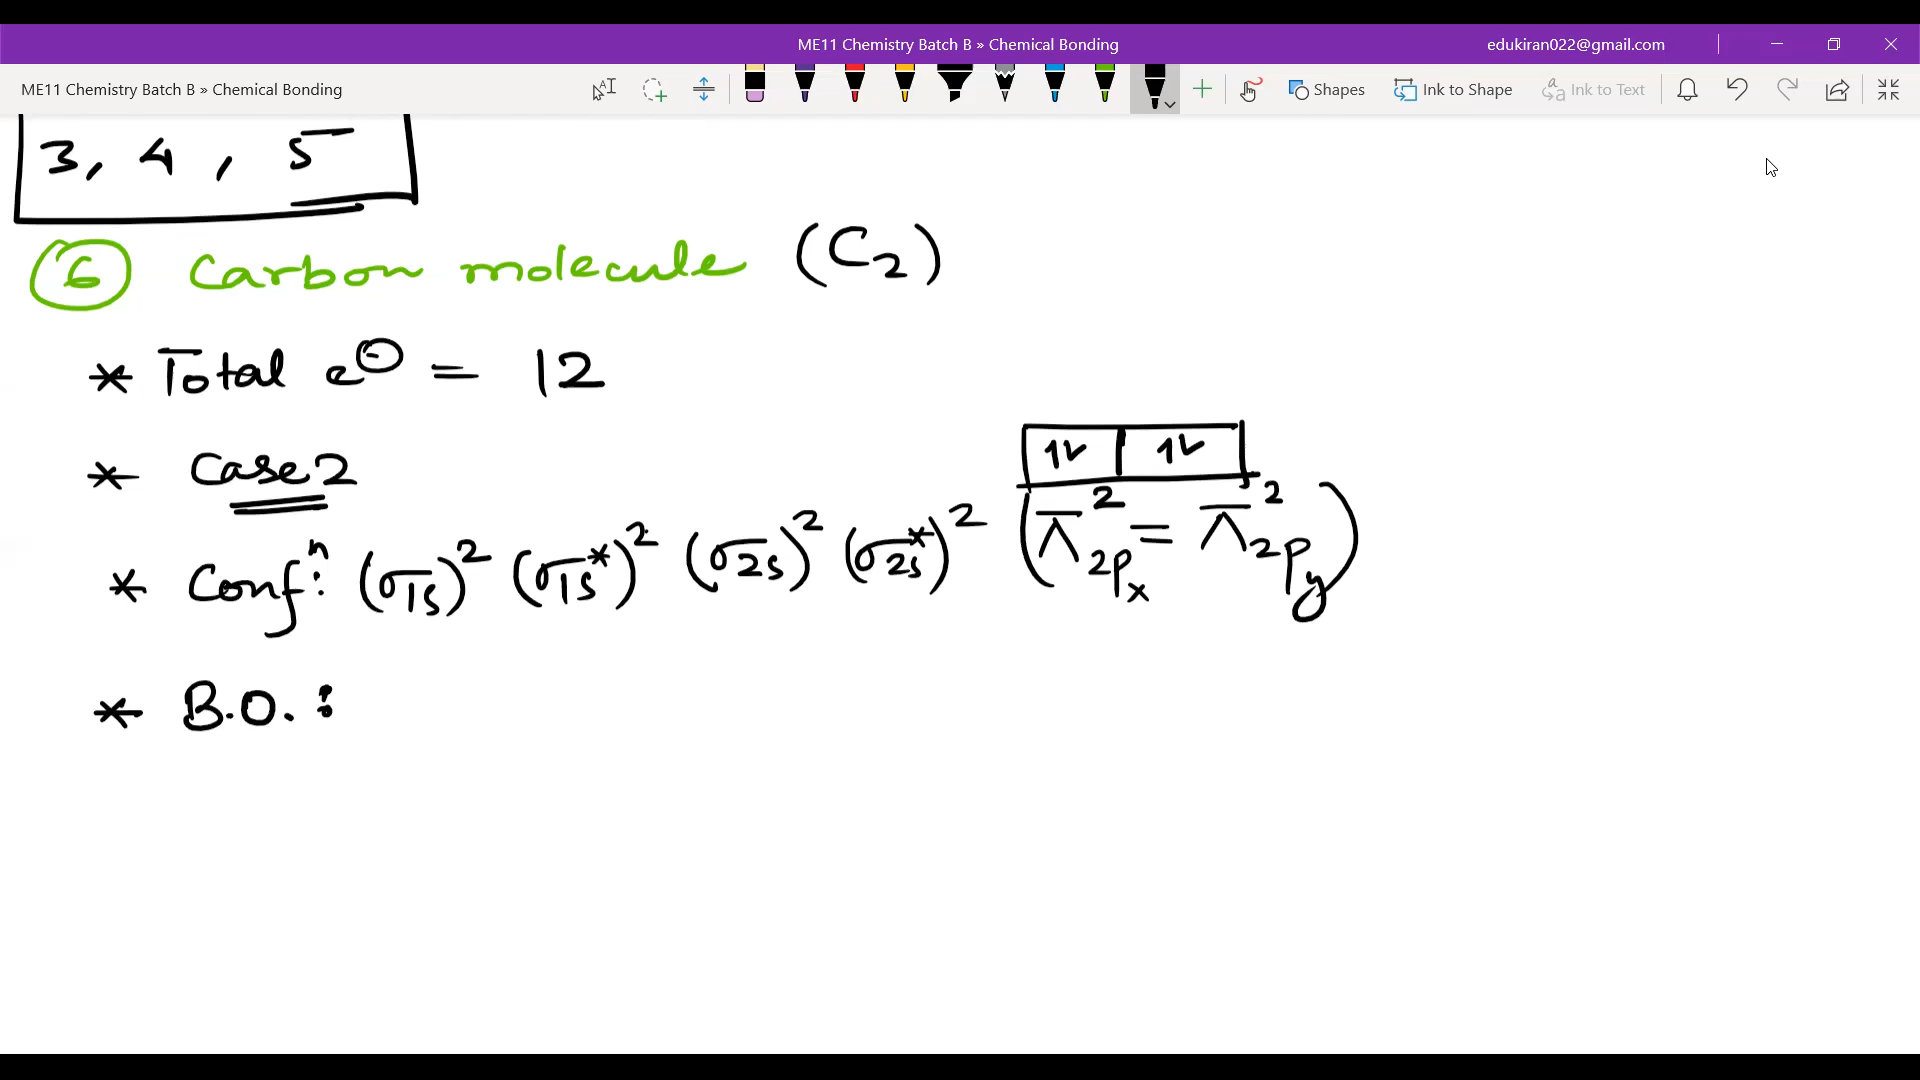 ME11 Chemistry Batch B » Chemical Bonding edukiran022@gmail.com
ME11 Chemistry Batch B » Chemical Bonding Shapes Ink to Shape Ink to Text
3, 4, 5
⑥ Carbon molecule (C₂)
* Total e⊖ = 12
* Case 2
1↓ 1↓
* Confⁿ: (σ1s)² (σ1s*)² (σ2s)² (σ2s*)² (π²2px = π²2py)
* B.O. :